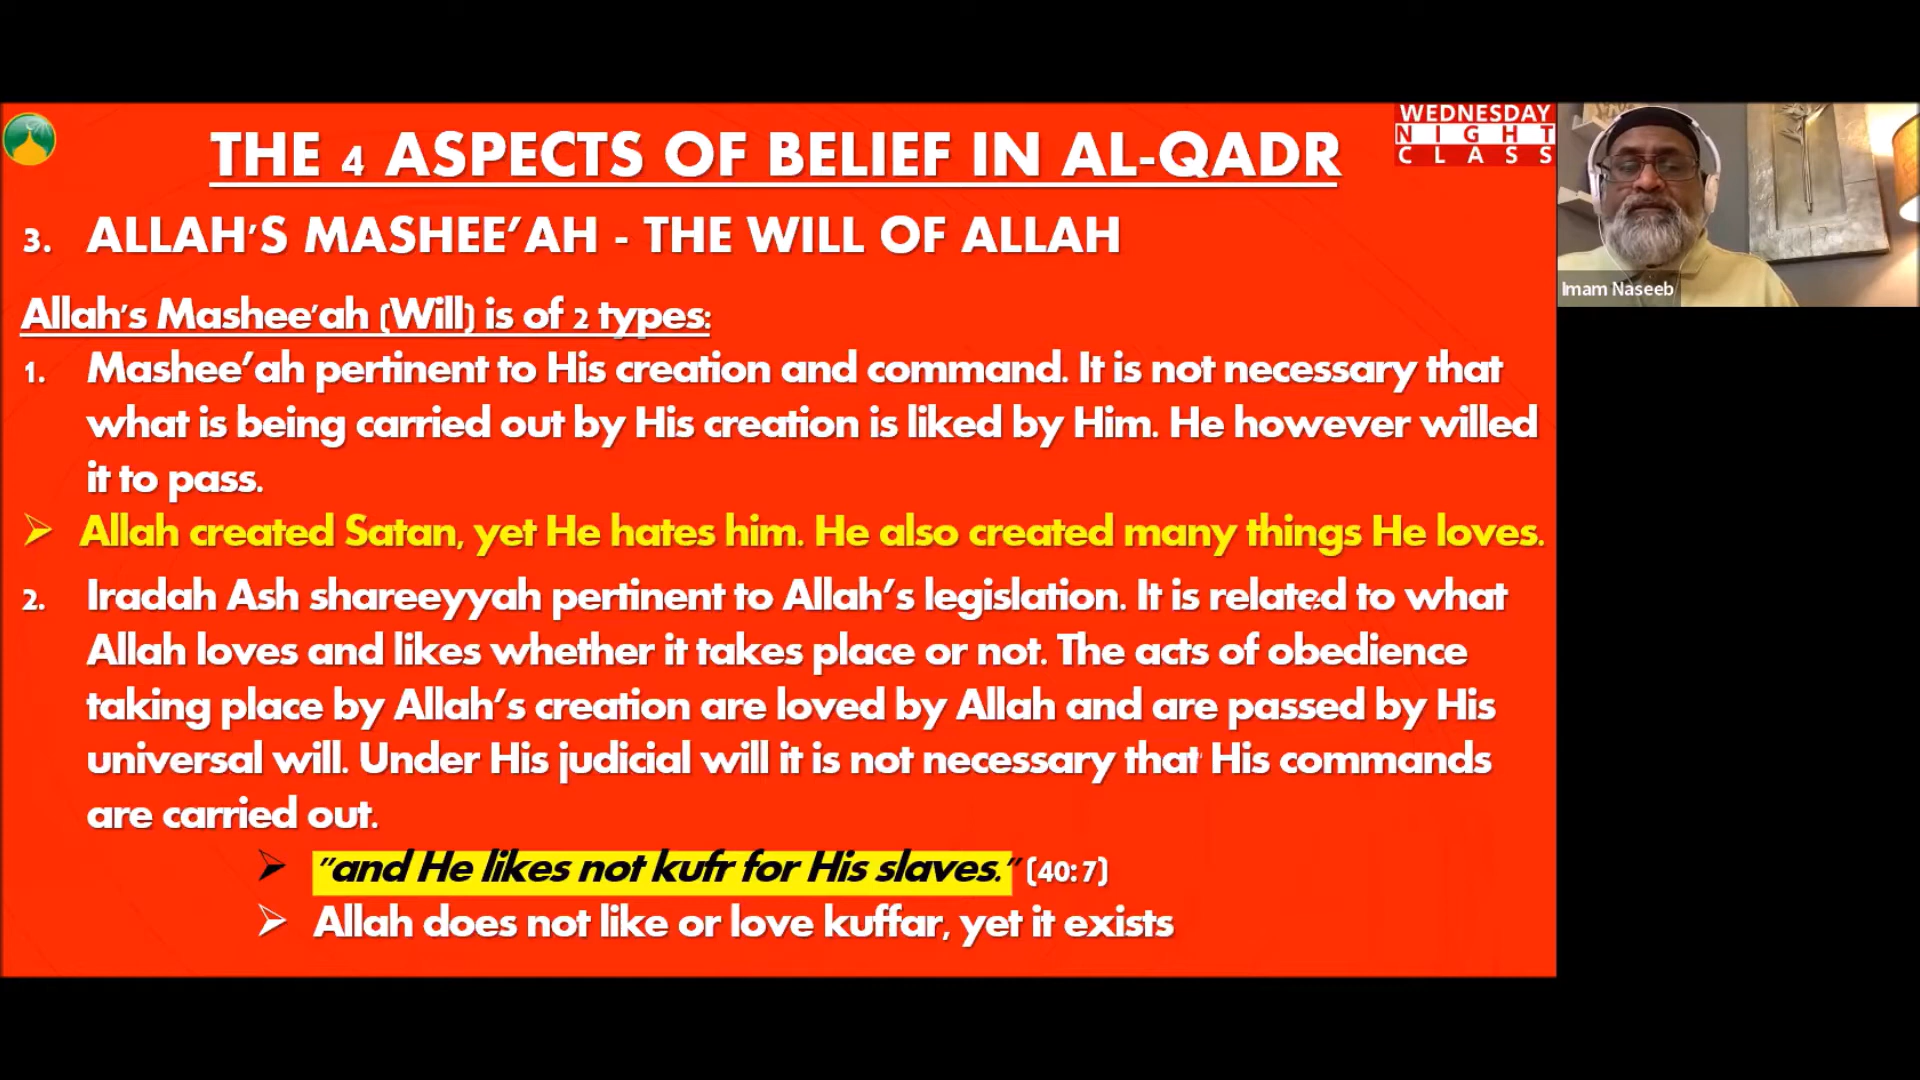 THE 4 ASPECTS OF BELIEF IN AL-QADR
WEDNESDAY
NIGHT
CLASS
3. ALLAH'S MASHEE'AH - THE WILL OF ALLAH
Imam Naseeb
Allah's Mashee'ah (Will) is of 2 types:
1. Mashee'ah pertinent to His creation and command. It is not necessary that
what is being carried out by His creation is liked by Him. He however willed
it to pass.
➢ Allah created Satan, yet He hates him. He also created many things He loves.
2. Iradah Ash shareeyyah pertinent to Allah's legislation. It is related to what
Allah loves and likes whether it takes place or not. The acts of obedience
taking place by Allah's creation are loved by Allah and are passed by His
universal will. Under His judicial will it is not necessary that His commands
are carried out.
➢ "and He likes not kufr for His slaves." (40:7)
➢ Allah does not like or love kuffar, yet it exists